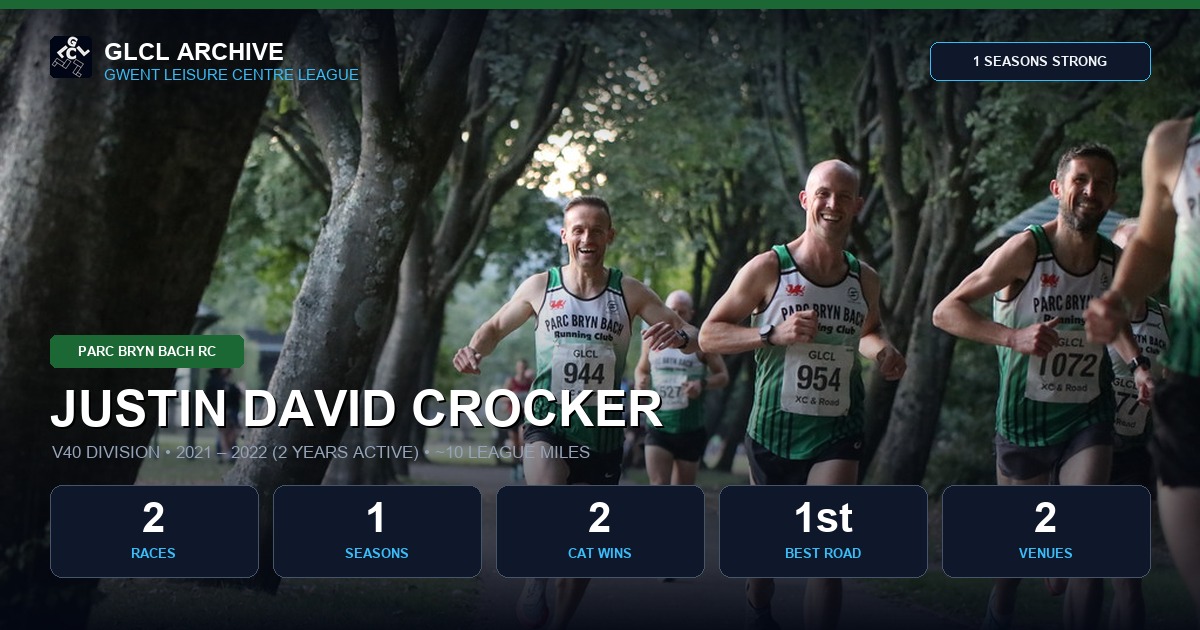 GLCL ARCHIVE
GWENT LEISURE CENTRE LEAGUE
1 SEASONS STRONG
PARC BRYN BACH
Running Club
GLCL
944
PARC BRYN BACH
Running Club
GLCL
954
XC & Road
PARC BRYN
GLCL
1072
XC & Road
PARC BRYN BACH RC
JUSTIN DAVID CROCKER
V40 DIVISION • 2021 – 2022 (2 YEARS ACTIVE) • ~10 LEAGUE MILES
2
RACES
1
SEASONS
2
CAT WINS
1st
BEST ROAD
2
VENUES